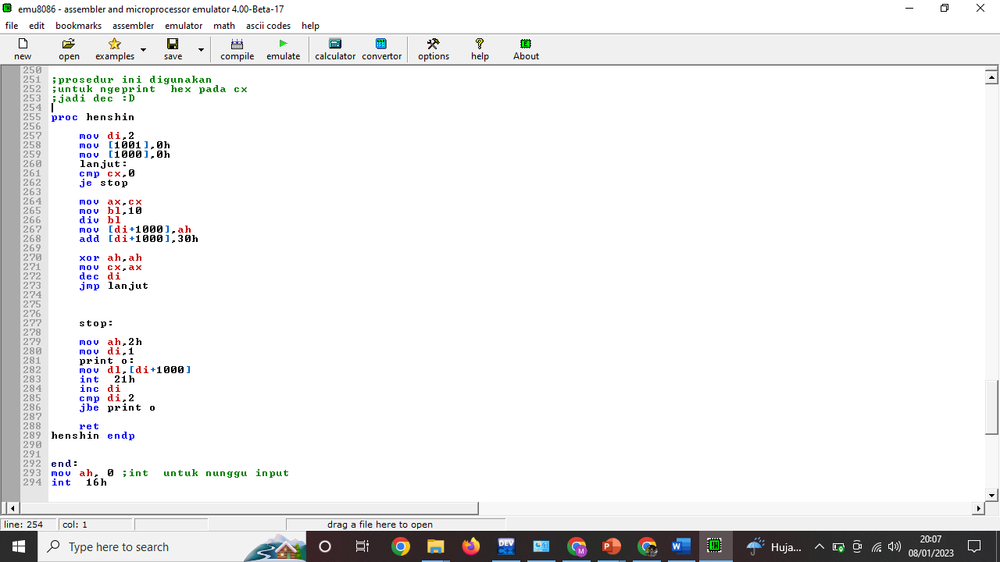 emu8086 - assembler and microprocessor emulator 4.00-Beta-17
file edit bookmarks assembler emulator math ascii codes help
new open examples save compile emulate calculator convertor options help About
250
251 ;prosedur ini digunakan
252 ;untuk ngeprint  hex pada cx
253 ;jadi dec :D
254
255 proc henshin
256
257 mov di,2
258 mov [1001],0h
259 mov [1000],0h
260 lanjut:
261 cmp cx,0
262 je stop
263
264 mov ax,cx
265 mov bl,10
266 div bl
267 mov [di+1000],ah
268 add [di+1000],30h
269
270 xor ah,ah
271 mov cx,ax
272 dec di
273 jmp lanjut
274
275
276
277 stop:
278
279 mov ah,2h
280 mov di,1
281 print o:
282 mov dl,[di+1000]
283 int  21h
284 inc di
285 cmp di,2
286 jbe print o
287
288 ret
289 henshin endp
290
291
292 end:
293 mov ah, 0 ;int  untuk nunggu input
294 int  16h
line: 254 col: 1 drag a file here to open
Type here to search DEV Huja... 20:07
08/01/2023